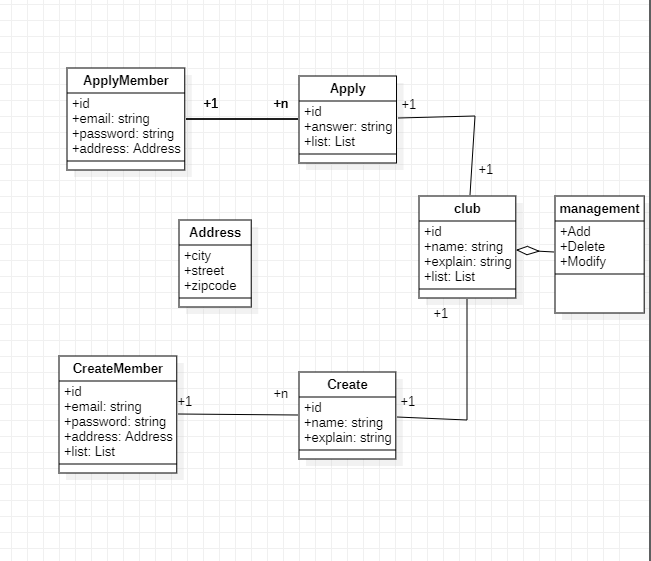 ApplyMember
+id
+email: string
+password: string
+address: Address
+1
+n
Apply
+id
+answer: string
+list: List
+1
+1
club
+id
+name: string
+explain: string
+list: List
management
+Add
+Delete
+Modify
Address
+city
+street
+zipcode
+1
CreateMember
+id
+email: string
+password: string
+address: Address
+list: List
+1
+n
Create
+id
+name: string
+explain: string
+1